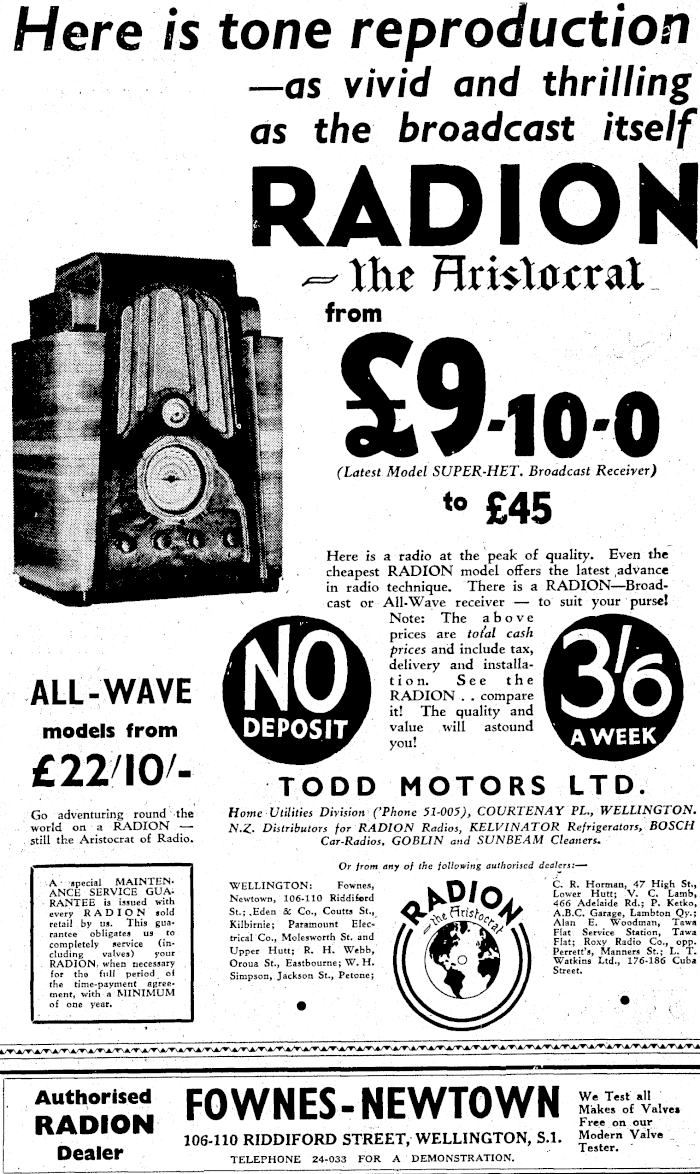 Here is tone reproduction
—as vivid and thrilling
as the broadcast itself
RADION
the Aristocrat
from
£9-10-0
(Latest Model SUPER-HET. Broadcast Receiver)
to £45
Here is a radio at the peak of quality. Even the
cheapest RADION model offers the latest advance
in radio technique. There is a RADION—Broad-
cast or All-Wave receiver — to suit your purse!
Note: The above
prices are total cash
prices and include tax,
delivery and installa-
tion. See the
RADION . . compare
it! The quality and
value will astound
you!
NO
DEPOSIT
3/6
A WEEK
ALL-WAVE
models from
£22/10/-
Go adventuring round the
world on a RADION —
still the Aristocrat of Radio.
A special MAINTEN-
ANCE SERVICE GUA-
RANTEE is issued with
every RADION sold
retail by us. This gua-
rantee obligates us to
completely service (in-
cluding valves) your
RADION, when necessary
for the full period of
the time-payment agree-
ment, with a MINIMUM
of one year.
TODD MOTORS LTD.
Home Utilities Division ('Phone 51-005), COURTENAY PL., WELLINGTON.
N.Z. Distributors for RADION Radios, KELVINATOR Refrigerators, BOSCH
Car-Radios, GOBLIN and SUNBEAM Cleaners.
Or from any of the following authorised dealers:—
WELLINGTON: Fownes,
Newtown, 106-110 Riddiford
St.; Eden & Co., Coutts St.,
Kilbirnie; Paramount Elec-
trical Co., Molesworth St. and
Upper Hutt; R. H. Webb,
Oroua St., Eastbourne; W. H.
Simpson, Jackson St., Petone;
RADION
the Aristocrat
C. R. Horman, 47 High St.,
Lower Hutt; V. C. Lamb,
466 Adelaide Rd.; P. Ketko,
A.B.C. Garage, Lambton Qy.;
Alan E. Woodman, Tawa
Flat Service Station, Tawa
Flat; Roxy Radio Co., opp.
Perrett's, Manners St.; L. T.
Watkins Ltd., 176-186 Cuba
Street.
Authorised
RADION
Dealer
FOWNES-NEWTOWN
106-110 RIDDIFORD STREET, WELLINGTON, S.1.
TELEPHONE 24-033 FOR A DEMONSTRATION.
We Test all
Makes of Valves
Free on our
Modern Valve
Tester.